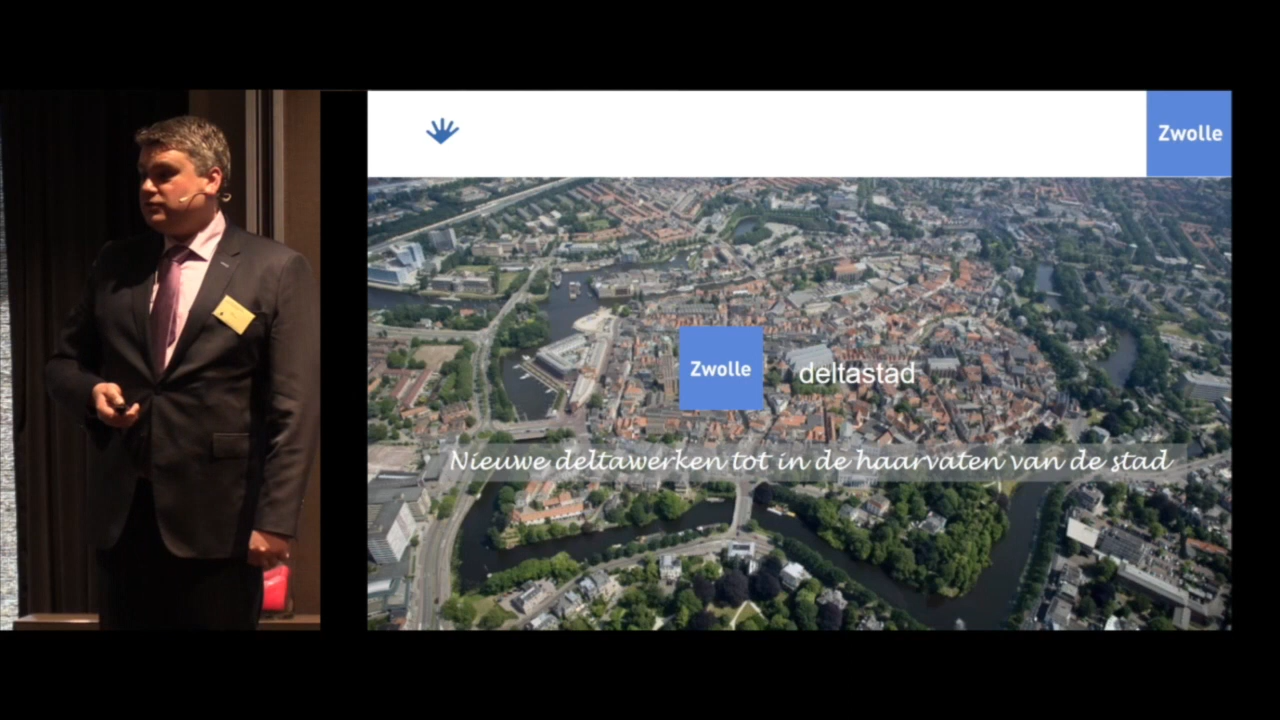 Zwolle
Zwolle
deltastad
Nieuwe deltawerken tot in de haarvaten van de stad